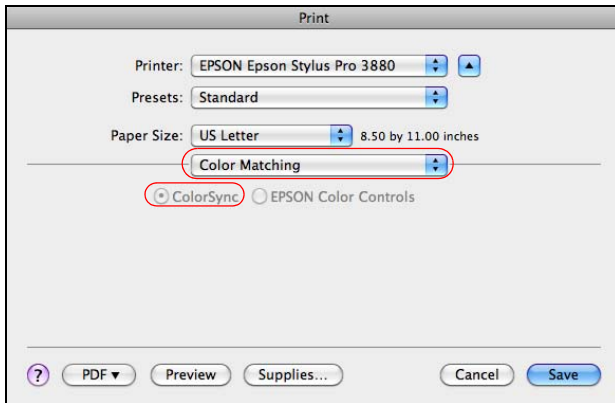 Print
Printer: EPSON Epson Stylus Pro 3880
Presets: Standard
Paper Size: US Letter 8.50 by 11.00 inches
Color Matching
ColorSync EPSON Color Controls
? PDF ▼ Preview Supplies... Cancel Save